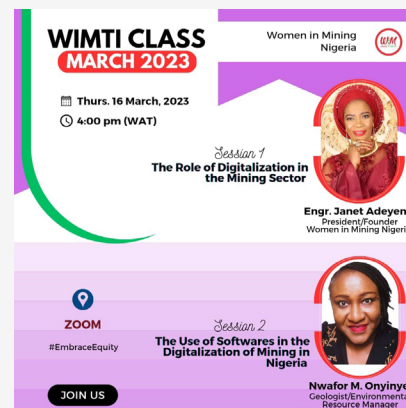 WIMTI CLASS
MARCH 2023
Women in Mining
Nigeria
WM
Thurs. 16 March, 2023
4:00 pm (WAT)
Session 1
The Role of Digitalization in
the Mining Sector
Engr. Janet Adeyem
President/Founder
Women in Mining Nigeri
ZOOM
#EmbraceEquity
JOIN US
Session 2
The Use of Softwares in the
Digitalization of Mining in
Nigeria
Nwafor M. Onyinye
Geologist/Environmenta
Resource Manager